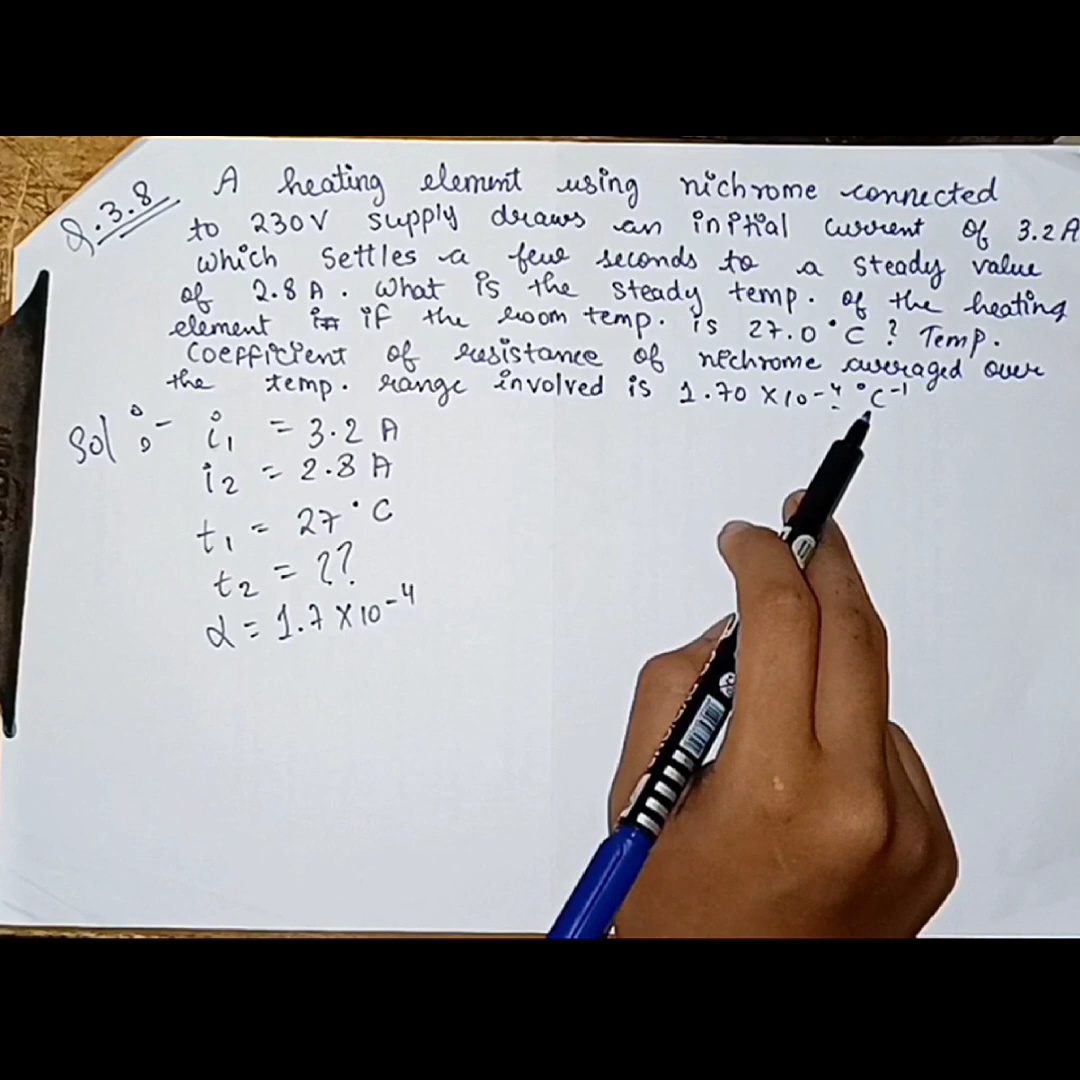 Q.3.8 A heating element using nichrome connected
to 230V supply draws an initial current of 3.2A
which settles a few seconds to a steady value
of 2.8 A. What is the steady temp. of the heating
element if the room temp. is 27.0°C? Temp.
Coefficient of resistance of nichrome averaged over
the temp. range involved is 1.70 × 10-4 °C-1
Sol :- i1 = 3.2 A
i2 = 2.8 A
t1 = 27°C
t2 = ??
α = 1.7 × 10-4